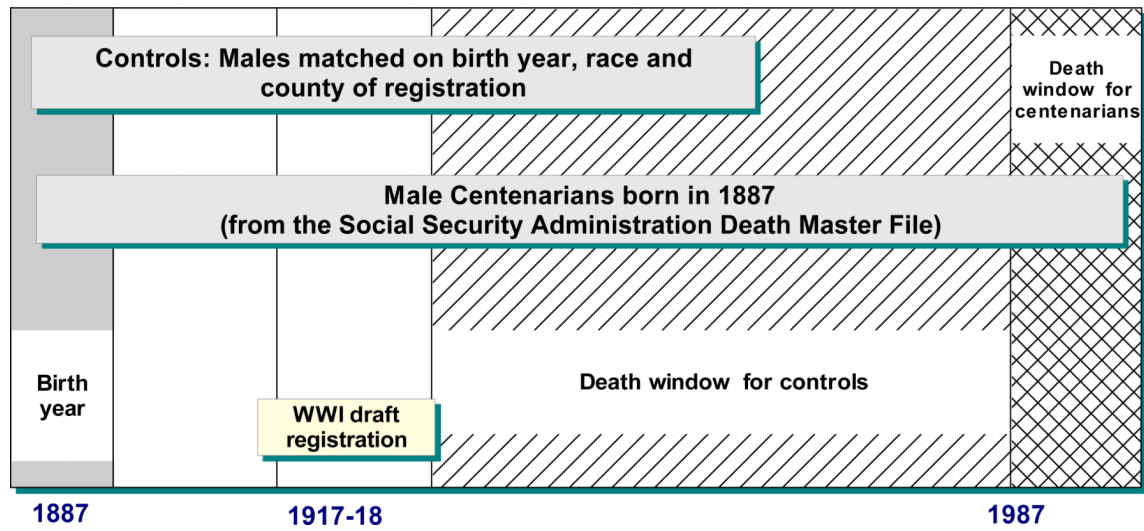 Controls: Males matched on birth year, race and
county of registration
Death
window for
centenarians
Male Centenarians born in 1887
(from the Social Security Administration Death Master File)
Birth
year
Death window for controls
WWI draft
registration
1887
1917-18
1987